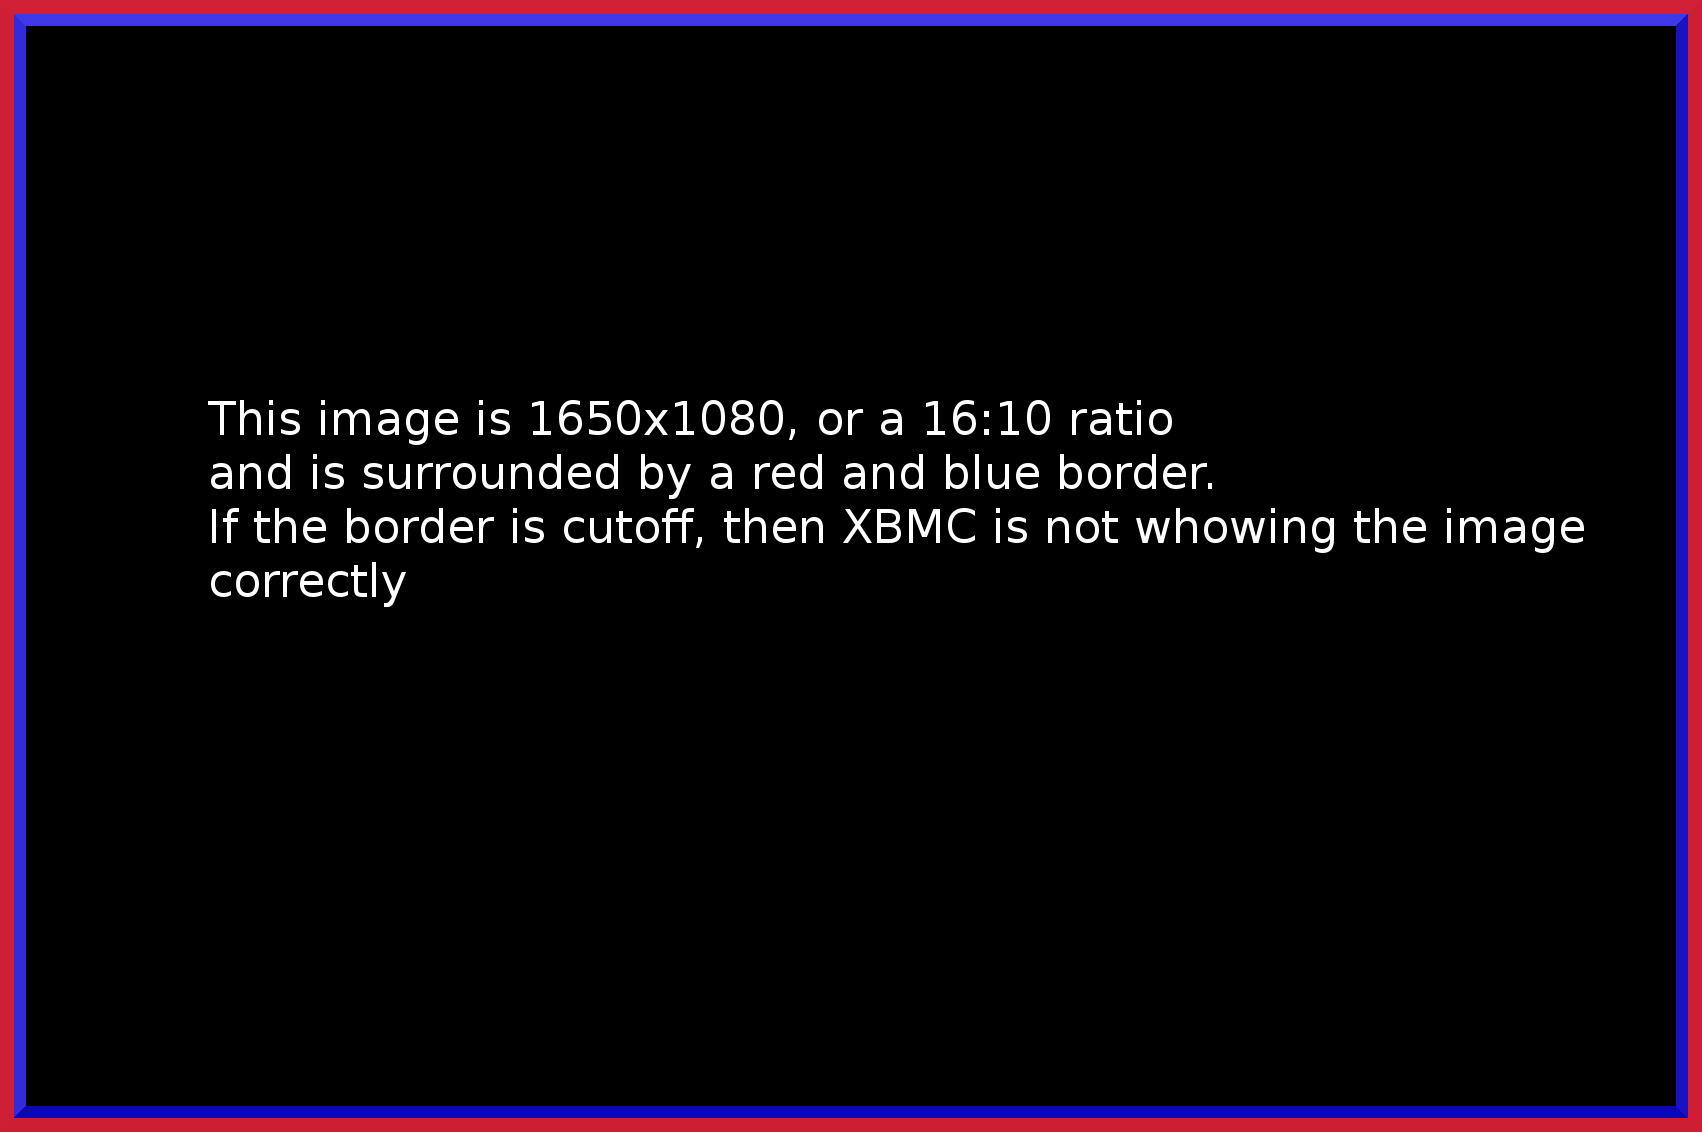 This image is 1650x1080, or a 16:10 ratio
and is surrounded by a red and blue border.
If the border is cutoff, then XBMC is not whowing the image
correctly